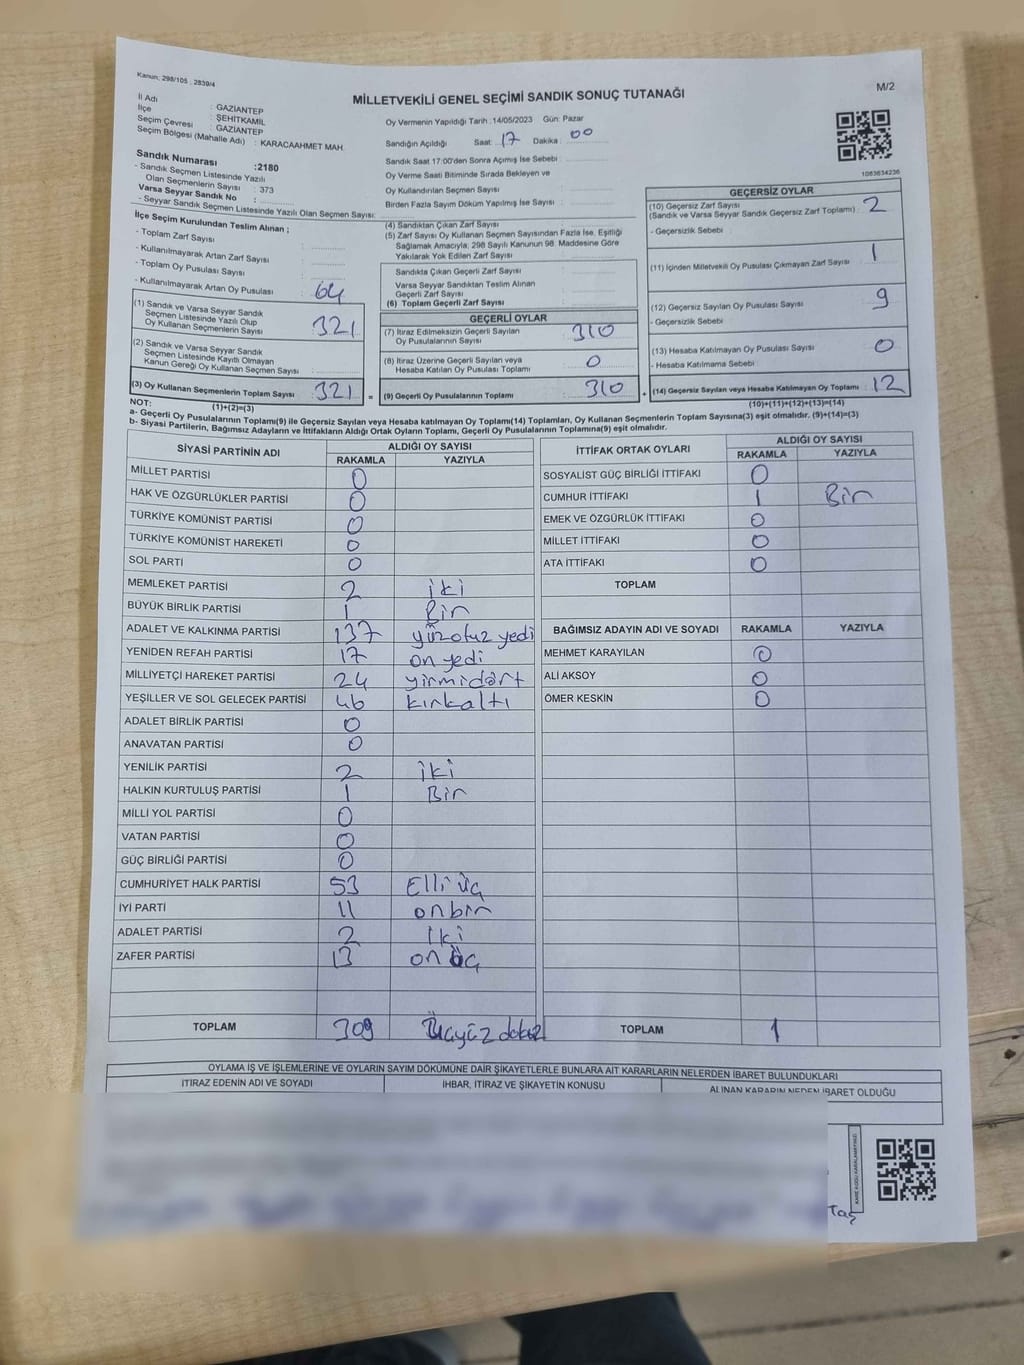 Kanun: 298/105 , 2839/4
M/2
MİLLETVEKİLİ GENEL SEÇİMİ SANDIK SONUÇ TUTANAĞI
İl Adı : GAZİANTEP
İlçe : ŞEHİTKAMİL
Seçim Çevresi : GAZİANTEP
Seçim Bölgesi (Mahalle Adı) : KARACAAHMET MAH.
Sandık Numarası :2180
- Sandık Seçmen Listesinde Yazılı
Olan Seçmenlerin Sayısı : 373
Varsa Seyyar Sandık No :
- Seyyar Sandık Seçmen Listesinde Yazılı Olan Seçmen Sayısı:
Oy Vermenin Yapıldığı Tarih :14/05/2023 Gün: Pazar
Sandığın Açıldığı Saat: 17 Dakika : 00
Sandık Saat 17:00'den Sonra Açımış İse Sebebi :
Oy Verme Saati Bitiminde Sırada Bekleyen ve
Oy Kullandırılan Seçmen Sayısı :
Birden Fazla Sayım Döküm Yapılmış İse Sayısı :
1083634236
İlçe Seçim Kurulundan Teslim Alınan ;
- Toplam Zarf Sayısı :
- Kullanılmayarak Artan Zarf Sayısı :
- Toplam Oy Pusulası Sayısı :
- Kullanılmayarak Artan Oy Pusulası : 64
(1) Sandık ve Varsa Seyyar Sandık
Seçmen Listesinde Yazılı Olup
Oy Kullanan Seçmenlerin Sayısı : 321
(2) Sandık ve Varsa Seyyar Sandık
Seçmen Listesinde Kayıtlı Olmayan
Kanun Gereği Oy Kullanan Seçmen Sayısı :
(3) Oy Kullanan Seçmenlerin Toplam Sayısı : 321
(1)+(2)=(3)
(4) Sandıktan Çıkan Zarf Sayısı :
(5) Zarf Sayısı Oy Kullanan Seçmen Sayısından Fazla İse, Eşitliği
Sağlamak Amacıyla; 298 Sayılı Kanunun 98. Maddesine Göre
Yakılarak Yok Edilen Zarf Sayısı :
Sandıkta Çıkan Geçerli Zarf Sayısı :
Varsa Seyyar Sandıktan Teslim Alınan
Geçerli Zarf Sayısı :
(6) Toplam Geçerli Zarf Sayısı :
GEÇERLİ OYLAR
(7) İtiraz Edilmeksizin Geçerli Sayılan
Oy Pusulalarının Sayısı : 310
(8) İtiraz Üzerine Geçerli Sayılan veya
Hesaba Katılan Oy Pusulası Toplamı : 0
= (9) Geçerli Oy Pusulalarının Toplamı : 310
GEÇERSİZ OYLAR
(10) Geçersiz Zarf Sayısı
(Sandık ve Varsa Seyyar Sandık Geçersiz Zarf Toplamı) : 2
- Geçersizlik Sebebi :
(11) İçinden Milletvekili Oy Pusulası Çıkmayan Zarf Sayısı : 1
(12) Geçersiz Sayılan Oy Pusulası Sayısı : 9
- Geçersizlik Sebebi :
(13) Hesaba Katılmayan Oy Pusulası Sayısı : 0
- Hesaba Katılmama Sebebi :
+ (14) Geçersiz Sayılan veya Hesaba Katılmayan Oy Toplamı : 12
(10)+(11)+(12)+(13)=(14)
NOT:
a- Geçerli Oy Pusulalarının Toplamı(9) ile Geçersiz Sayılan veya Hesaba katılmayan Oy Toplam(14) Toplamları, Oy Kullanan Seçmenlerin Toplam Sayısına(3) eşit olmalıdır. (9)+(14)=(3)
b- Siyasi Partilerin, Bağımsız Adayların ve İttifakların Aldığı Ortak Oyların Toplamı, Geçerli Oy Pusulalarının Toplamına(9) eşit olmalıdır.
SİYASİ PARTİNİN ADI ALDIĞI OY SAYISI
RAKAMLA YAZIYLA
MİLLET PARTİSİ 0
HAK VE ÖZGÜRLÜKLER PARTİSİ 0
TÜRKİYE KOMÜNİST PARTİSİ 0
TÜRKİYE KOMÜNİST HAREKETİ 0
SOL PARTİ 0
MEMLEKET PARTİSİ 2 iki
BÜYÜK BİRLİK PARTİSİ 1 Bir
ADALET VE KALKINMA PARTİSİ 137 yüzotuz yedi
YENİDEN REFAH PARTİSİ 17 on yedi
MİLLİYETÇİ HAREKET PARTİSİ 24 yirmidört
YEŞİLLER VE SOL GELECEK PARTİSİ 46 kırkaltı
ADALET BİRLİK PARTİSİ 0
ANAVATAN PARTİSİ 0
YENİLİK PARTİSİ 2 iki
HALKIN KURTULUŞ PARTİSİ 1 Bir
MİLLİ YOL PARTİSİ 0
VATAN PARTİSİ 0
GÜÇ BİRLİĞİ PARTİSİ 0
CUMHURİYET HALK PARTİSİ 53 Elli üç
İYİ PARTİ 11 onbir
ADALET PARTİSİ 2 İki
ZAFER PARTİSİ 13 on üç
TOPLAM 309 Üçyüz dokuz
İTTİFAK ORTAK OYLARI ALDIĞI OY SAYISI
RAKAMLA YAZIYLA
SOSYALİST GÜÇ BİRLİĞİ İTTİFAKI 0
CUMHUR İTTİFAKI 1 Bir
EMEK VE ÖZGÜRLÜK İTTİFAKI 0
MİLLET İTTİFAKI 0
ATA İTTİFAKI 0
TOPLAM
BAĞIMSIZ ADAYIN ADI VE SOYADI RAKAMLA YAZIYLA
MEHMET KARAYILAN 0
ALİ AKSOY 0
ÖMER KESKİN 0
TOPLAM 1
OYLAMA İŞ VE İŞLEMLERİNE VE OYLARIN SAYIM DÖKÜMÜNE DAİR ŞİKAYETLERLE BUNLARA AİT KARARLARIN NELERDEN İBARET BULUNDUKLARI
İTİRAZ EDENİN ADI VE SOYADI İHBAR, İTİRAZ VE ŞİKAYETİN KONUSU ALINAN KARARIN NEDEN İBARET OLDUĞU
KARE KODU KARALAMAYINIZ!
taş